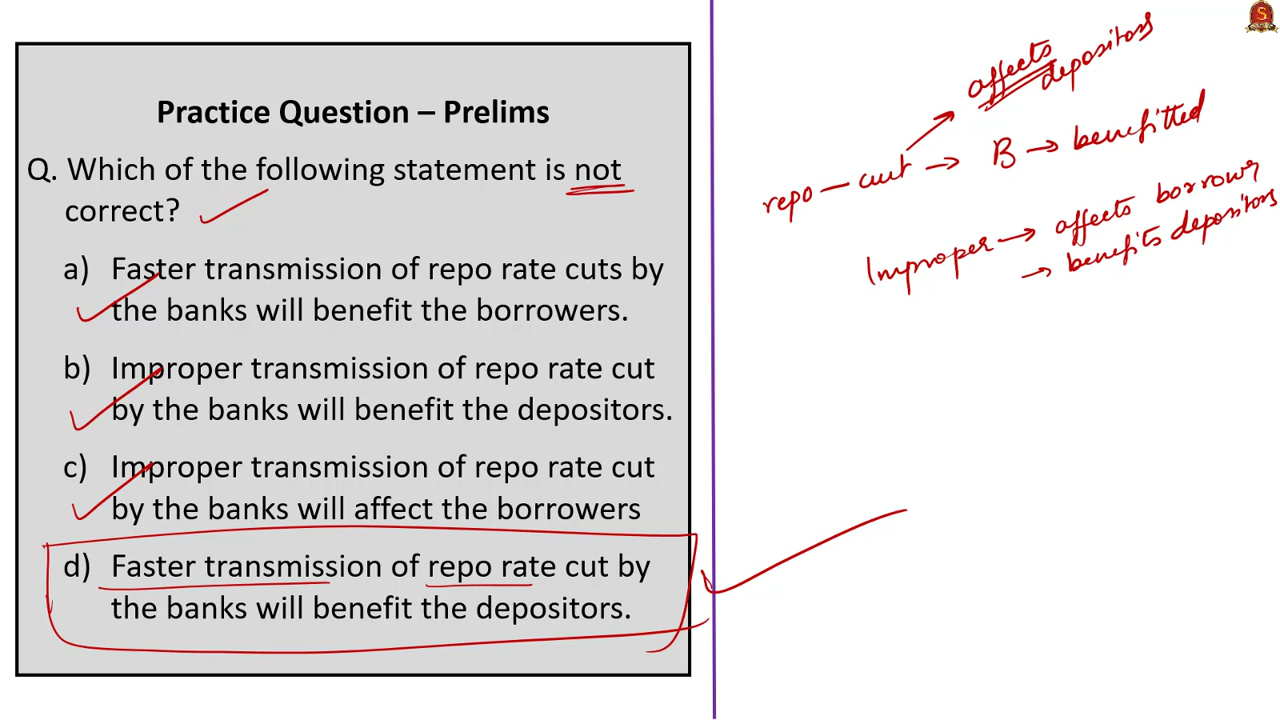 Practice Question – Prelims
Q. Which of the following statement is not
correct?
a) Faster transmission of repo rate cuts by
the banks will benefit the borrowers.
b) Improper transmission of repo rate cut
by the banks will benefit the depositors.
c) Improper transmission of repo rate cut
by the banks will affect the borrowers
d) Faster transmission of repo rate cut by
the banks will benefit the depositors.
affects
depositors
repo – cut → B → benefitted
Improper → affects borrower
→ benefits depositors
S